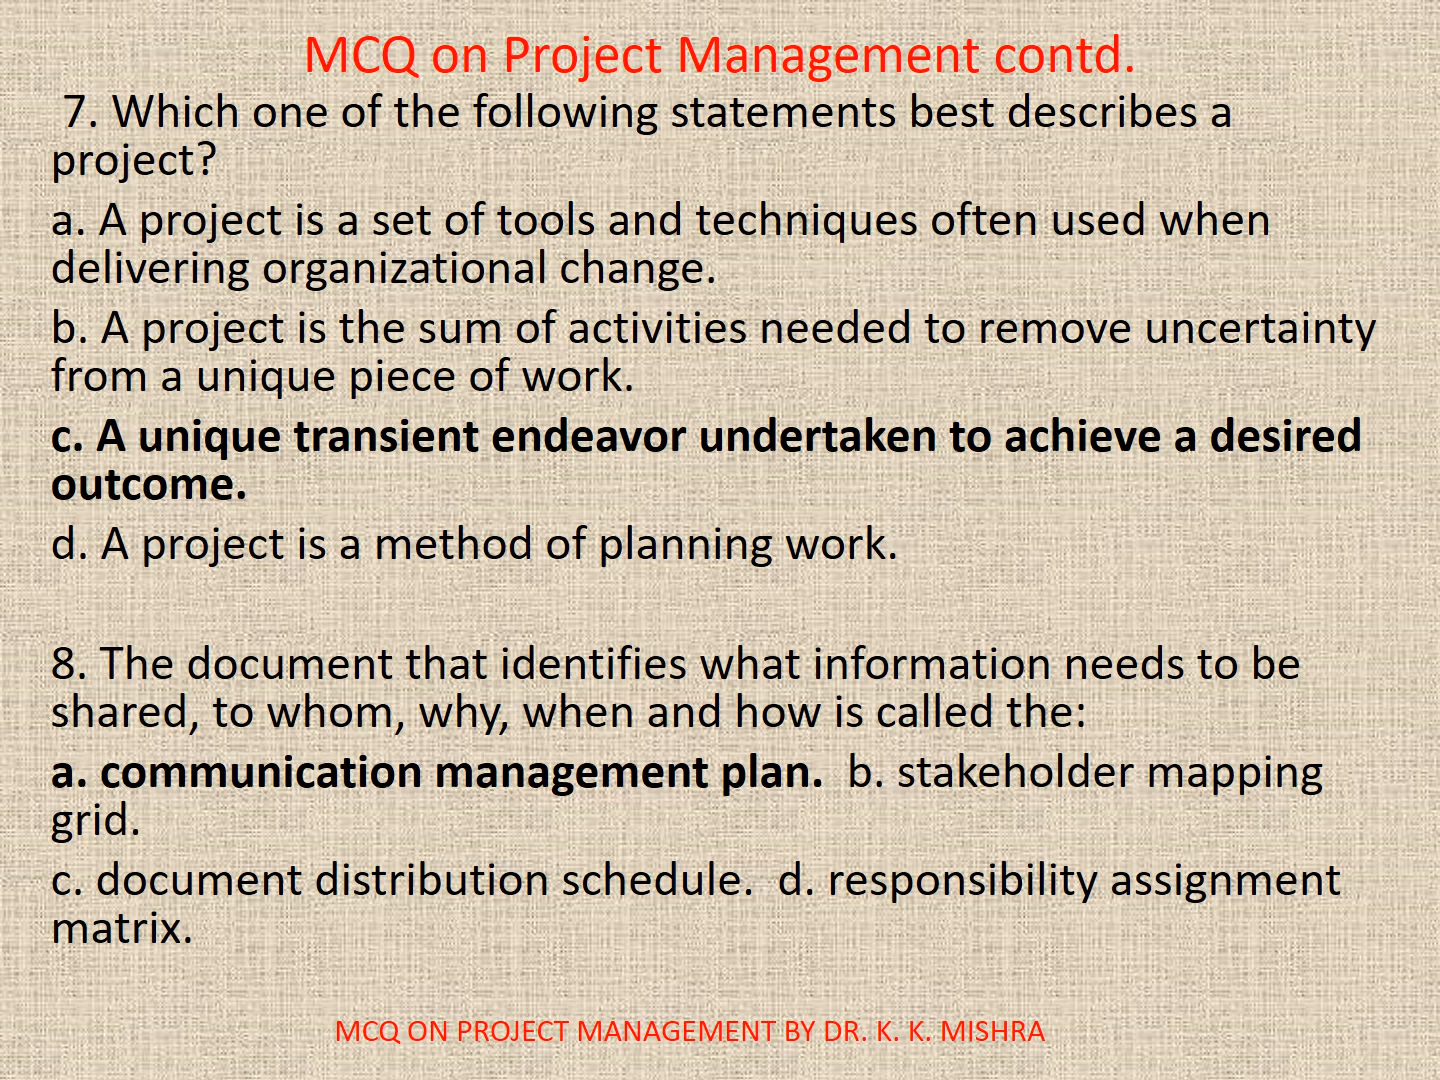 MCQ on Project Management contd.
7. Which one of the following statements best describes a
project?
a. A project is a set of tools and techniques often used when
delivering organizational change.
b. A project is the sum of activities needed to remove uncertainty
from a unique piece of work.
c. A unique transient endeavor undertaken to achieve a desired
outcome.
d. A project is a method of planning work.
8. The document that identifies what information needs to be
shared, to whom, why, when and how is called the:
a. communication management plan.  b. stakeholder mapping
grid.
c. document distribution schedule.  d. responsibility assignment
matrix.
MCQ ON PROJECT MANAGEMENT BY DR. K. K. MISHRA